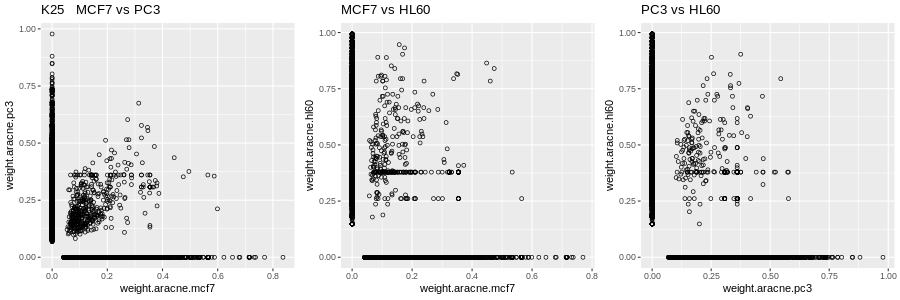 K25 MCF7 vs PC3
MCF7 vs HL60
PC3 vs HL60
weight.aracne.pc3
1.00
0.75
0.50
0.25
0.00
0.0 0.2 0.4 0.6 0.8
weight.aracne.mcf7
weight.aracne.hl60
1.00
0.75
0.50
0.25
0.00
0.0 0.2 0.4 0.6 0.8
weight.aracne.mcf7
weight.aracne.hl60
1.00
0.75
0.50
0.25
0.00
0.00 0.25 0.50 0.75 1.00
weight.aracne.pc3